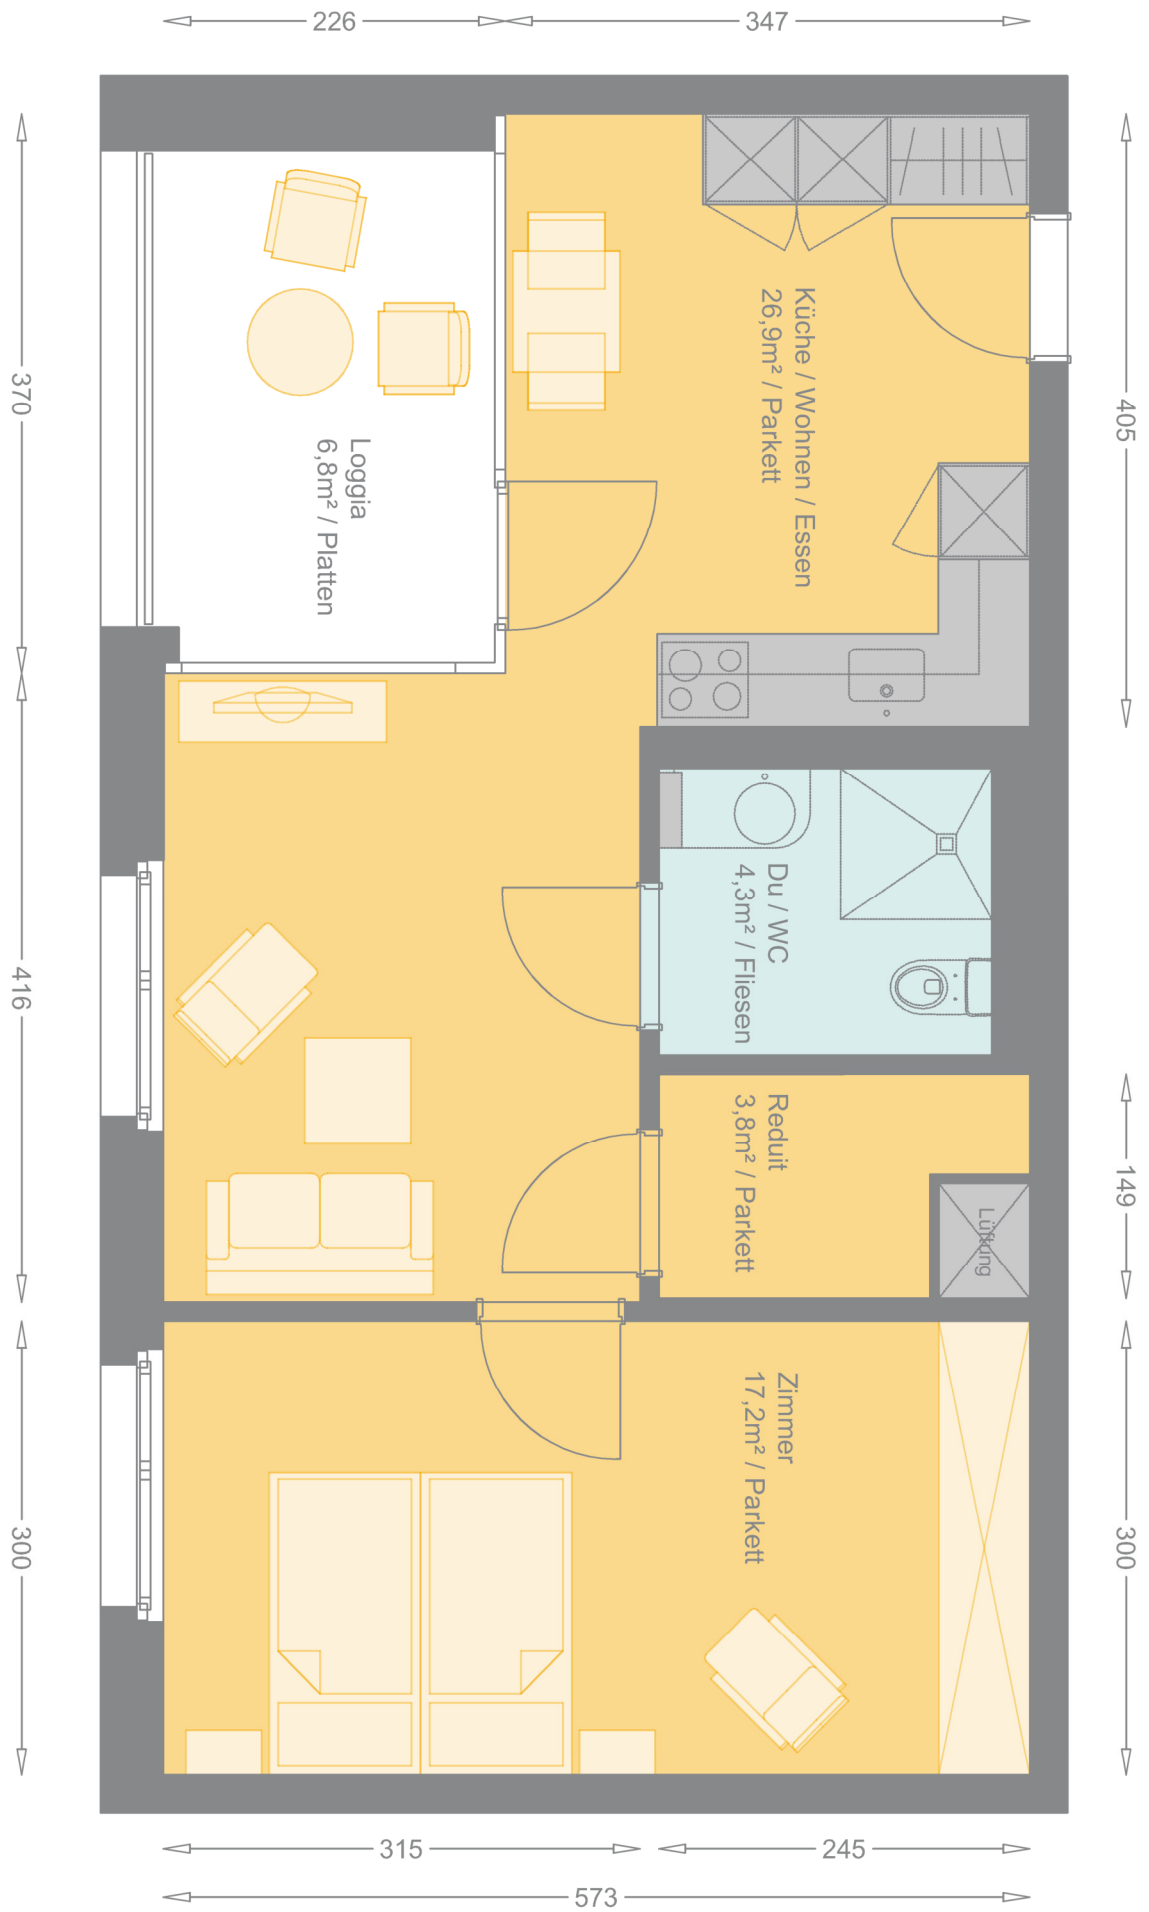 226
347
370
416
300
405
149
300
Küche / Wohnen / Essen
26,9m² / Parkett
Loggia
6,8m² / Platten
Du / WC
4,3m² / Fliesen
Reduit
3,8m² / Parkett
Lüftung
Zimmer
17,2m² / Parkett
315
245
573